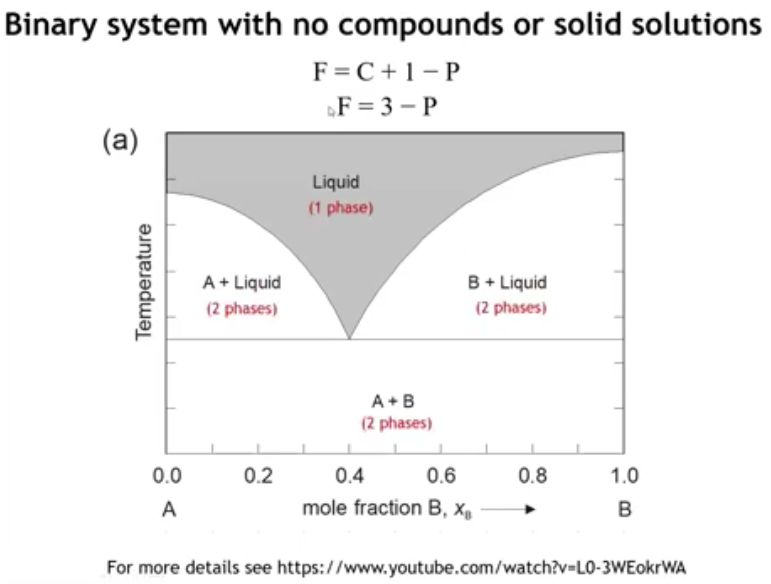 Binary system with no compounds or solid solutions
F = C + 1 − P
F = 3 − P
(a)
Liquid
(1 phase)
Temperature
A + Liquid
(2 phases)
B + Liquid
(2 phases)
A + B
(2 phases)
0.0 0.2 0.4 0.6 0.8 1.0
A mole fraction B, x_B B
For more details see https://www.youtube.com/watch?v=L0-3WEokrWA